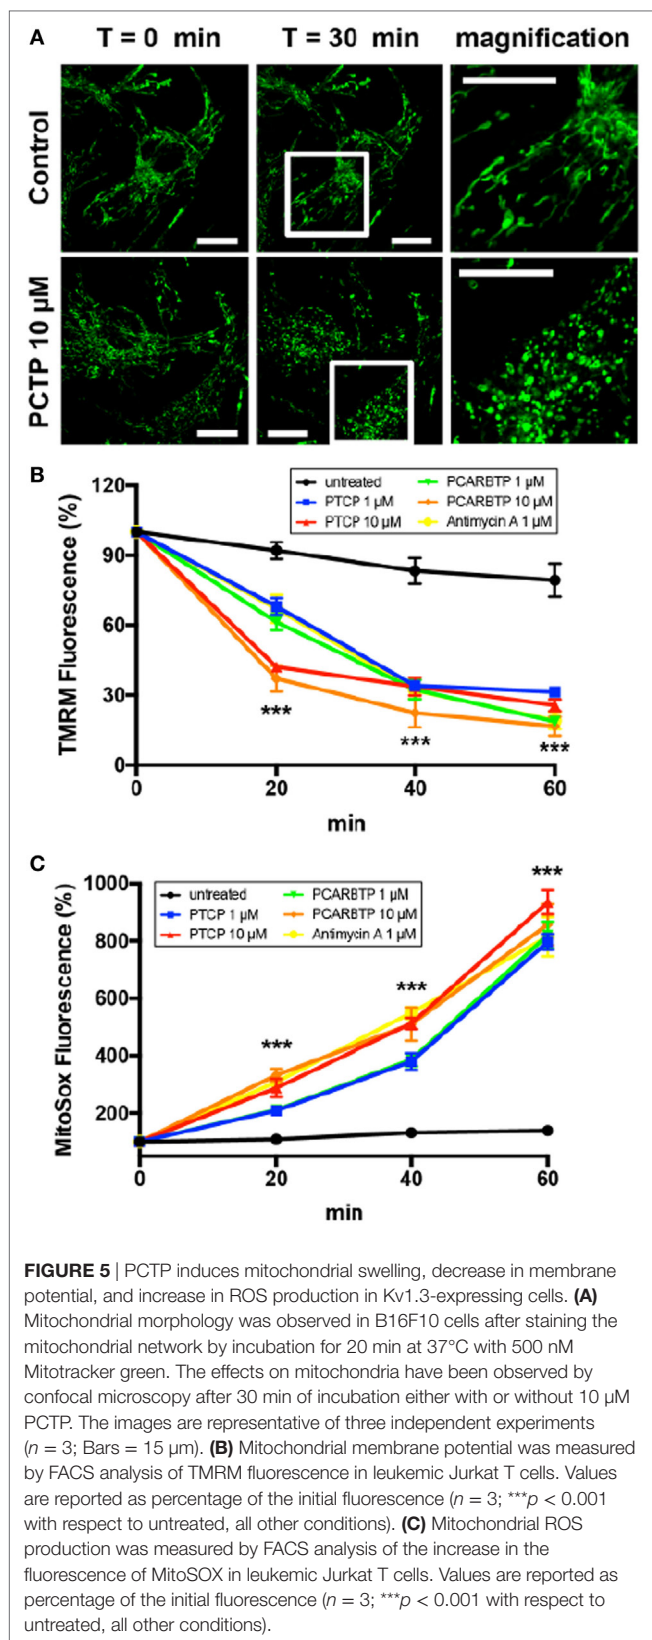 A
T = 0 min
T = 30 min
magnification
Control
PCTP 10 µM
B
120
90
60
30
0
TMRM Fluorescence (%)
untreated
PTCP 1 µM
PTCP 10 µM
PCARBTP 1 µM
PCARBTP 10 µM
Antimycin A 1 µM
***
***
***
0
20
40
60
min
C
1000
800
600
400
200
MitoSox Fluorescence (%)
untreated
PTCP 1 µM
PTCP 10 µM
PCARBTP 1 µM
PCARBTP 10 µM
Antimycin A 1 µM
***
***
***
0
20
40
60
min
FIGURE 5 | PCTP induces mitochondrial swelling, decrease in membrane
potential, and increase in ROS production in Kv1.3-expressing cells. (A)
Mitochondrial morphology was observed in B16F10 cells after staining the
mitochondrial network by incubation for 20 min at 37°C with 500 nM
Mitotracker green. The effects on mitochondria have been observed by
confocal microscopy after 30 min of incubation either with or without 10 µM
PCTP. The images are representative of three independent experiments
(n = 3; Bars = 15 µm). (B) Mitochondrial membrane potential was measured
by FACS analysis of TMRM fluorescence in leukemic Jurkat T cells. Values
are reported as percentage of the initial fluorescence (n = 3; ***p < 0.001
with respect to untreated, all other conditions). (C) Mitochondrial ROS
production was measured by FACS analysis of the increase in the
fluorescence of MitoSOX in leukemic Jurkat T cells. Values are reported as
percentage of the initial fluorescence (n = 3; ***p < 0.001 with respect to
untreated, all other conditions).